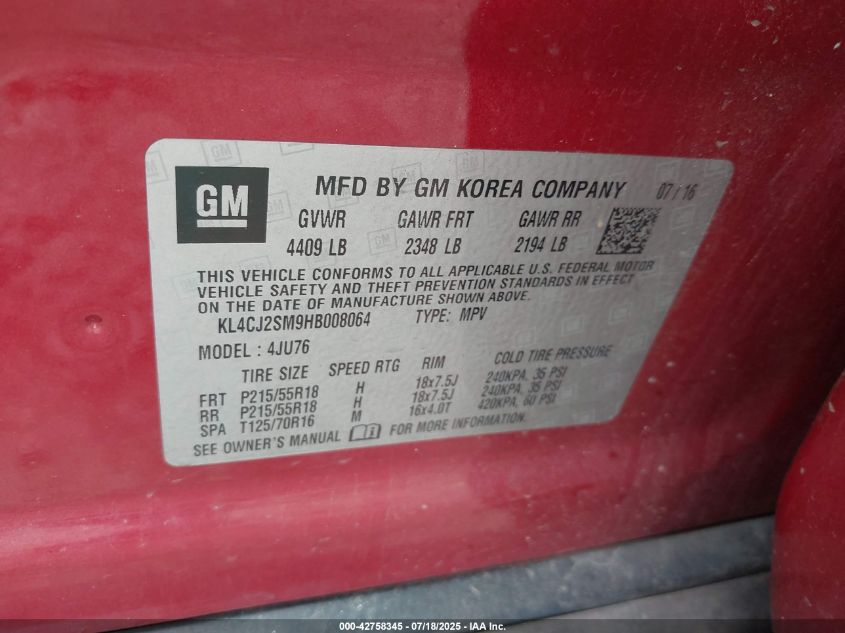 GM
MFD BY GM KOREA COMPANY 07/16
GVWR GAWR FRT GAWR RR
4409 LB 2348 LB 2194 LB
THIS VEHICLE CONFORMS TO ALL APPLICABLE U.S. FEDERAL MOTOR
VEHICLE SAFETY AND THEFT PREVENTION STANDARDS IN EFFECT
ON THE DATE OF MANUFACTURE SHOWN ABOVE.
KL4CJ2SM9HB008064 TYPE: MPV
MODEL : 4JU76
TIRE SIZE SPEED RTG RIM COLD TIRE PRESSURE
FRT P215/55R18 H 18x7.5J 240KPA, 35 PSI
RR P215/55R18 H 18x7.5J 240KPA, 35 PSI
SPA T125/70R16 M 16x4.0T 420KPA, 60 PSI
SEE OWNER'S MANUAL FOR MORE INFORMATION.
000-42758345 - 07/18/2025 - IAA Inc.